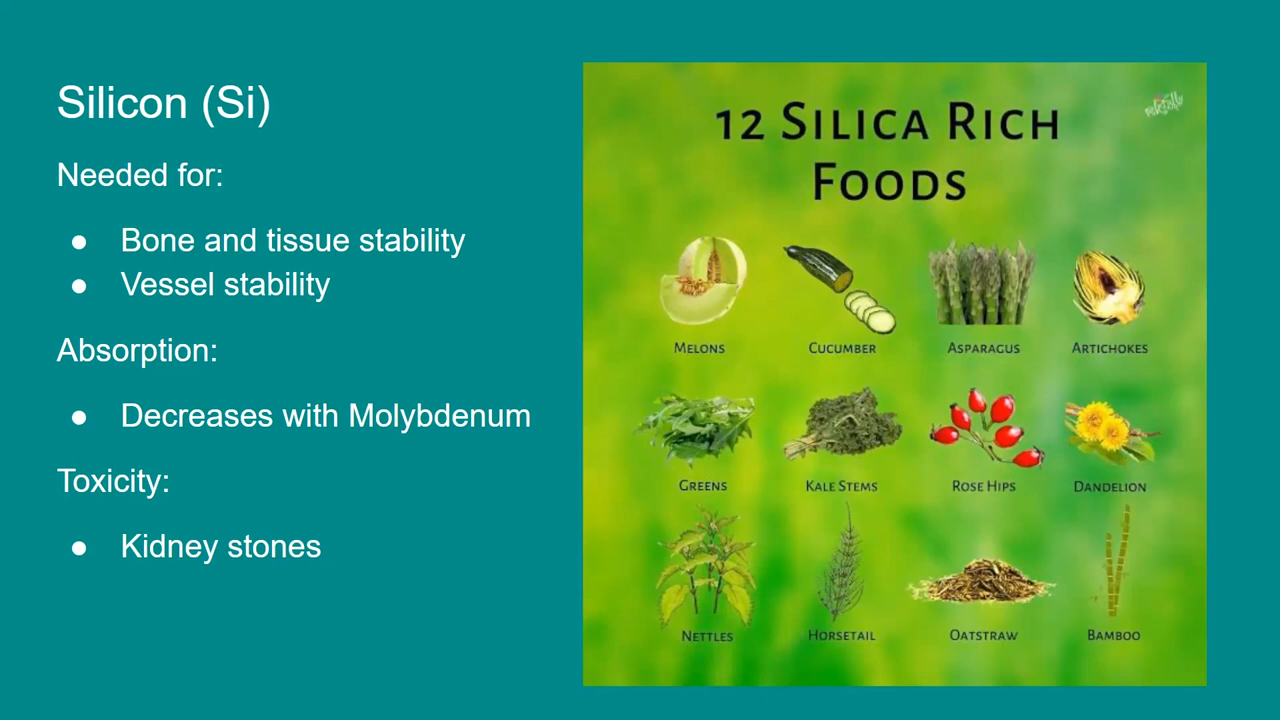 Silicon (Si)
Needed for:
● Bone and tissue stability
● Vessel stability
Absorption:
● Decreases with Molybdenum
Toxicity:
● Kidney stones
12 SILICA RICH
FOODS
MELONS
CUCUMBER
ASPARAGUS
ARTICHOKES
GREENS
KALE STEMS
ROSE HIPS
DANDELION
NETTLES
HORSETAIL
OATSTRAW
BAMBOO